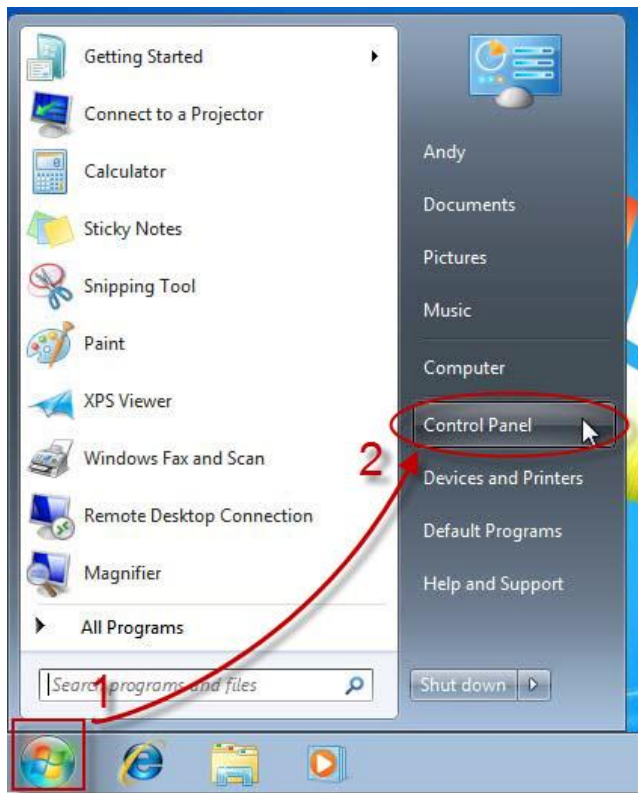 Getting Started
Connect to a Projector
Calculator
Sticky Notes
Snipping Tool
Paint
XPS Viewer
Windows Fax and Scan
Remote Desktop Connection
Magnifier
All Programs
Search programs and files
1
Andy
Documents
Pictures
Music
Computer
Control Panel
2
Devices and Printers
Default Programs
Help and Support
Shut down